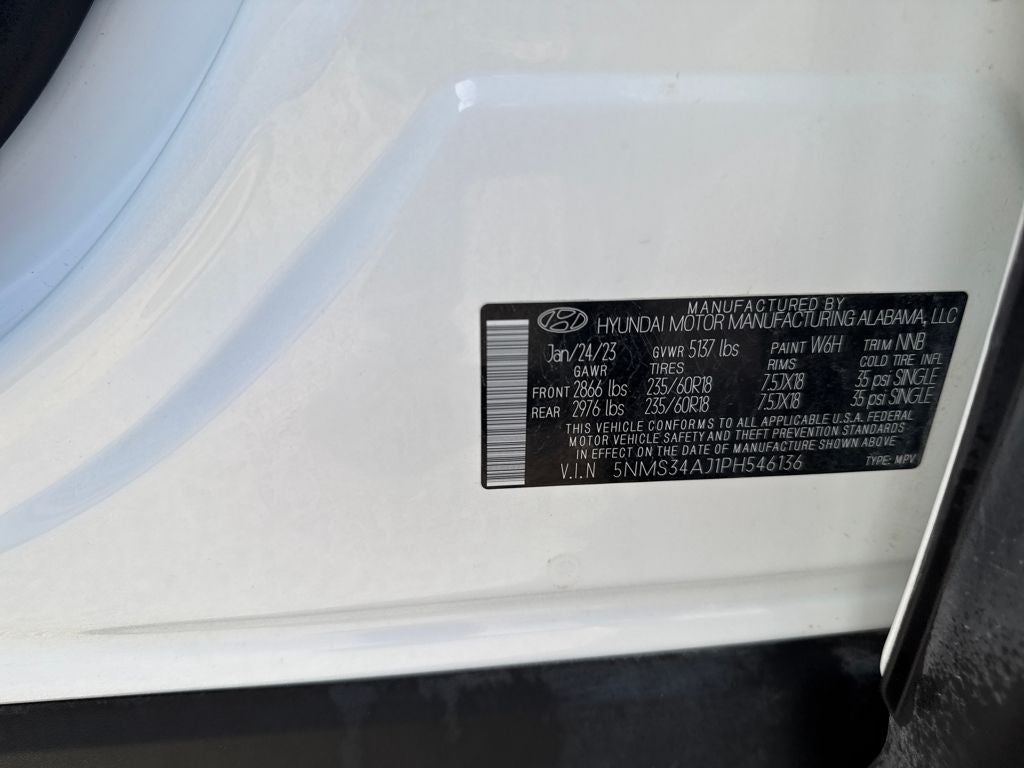 MANUFACTURED BY
HYUNDAI MOTOR MANUFACTURING ALABAMA, LLC
Jan/24/23 GVWR 5137 lbs PAINT W6H TRIM NNB
GAWR TIRES RIMS COLD TIRE INFL
FRONT 2866 lbs 235/60R18 7.5JX18 35 psi SINGLE
REAR 2976 lbs 235/60R18 7.5JX18 35 psi SINGLE
THIS VEHICLE CONFORMS TO ALL APPLICABLE U.S.A. FEDERAL
MOTOR VEHICLE SAFETY AND THEFT PREVENTION STANDARDS
IN EFFECT ON THE DATE OF MANUFACTURE SHOWN ABOVE
V.I.N 5NMS34AJ1PH546136 TYPE: MPV